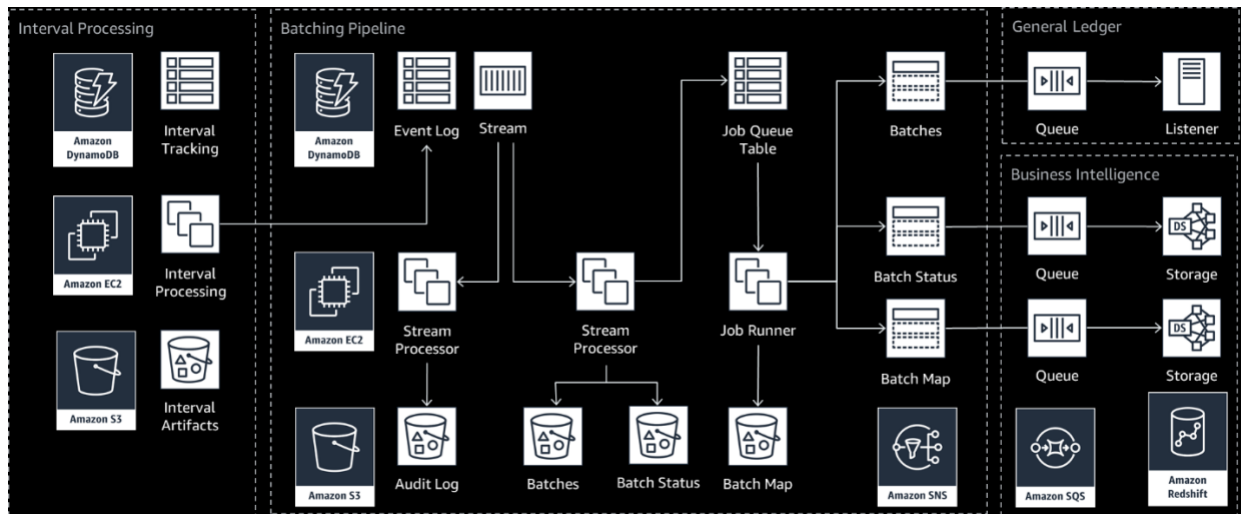 Interval Processing
Batching Pipeline
General Ledger
Amazon
DynamoDB
Interval
Tracking
Amazon
DynamoDB
Event Log
Stream
Job Queue
Table
Batches
Queue
Listener
Business Intelligence
Amazon EC2
Interval
Processing
Amazon EC2
Stream
Processor
Stream
Processor
Job Runner
Batch Status
Queue
DS
Storage
Batch Map
Queue
DS
Storage
Amazon S3
Interval
Artifacts
Amazon S3
Audit Log
Batches
Batch Status
Batch Map
Amazon SNS
Amazon SQS
Amazon
Redshift